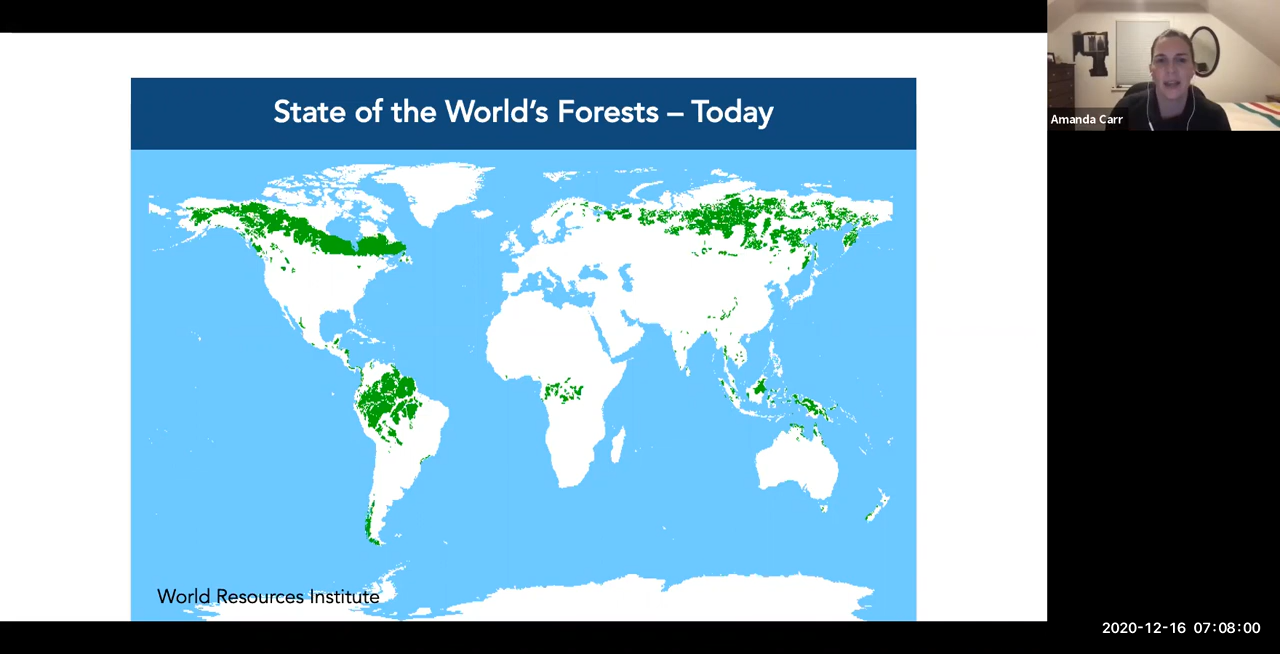 State of the World's Forests – Today
Amanda Carr
World Resources Institute
2020-12-16 07:08:00